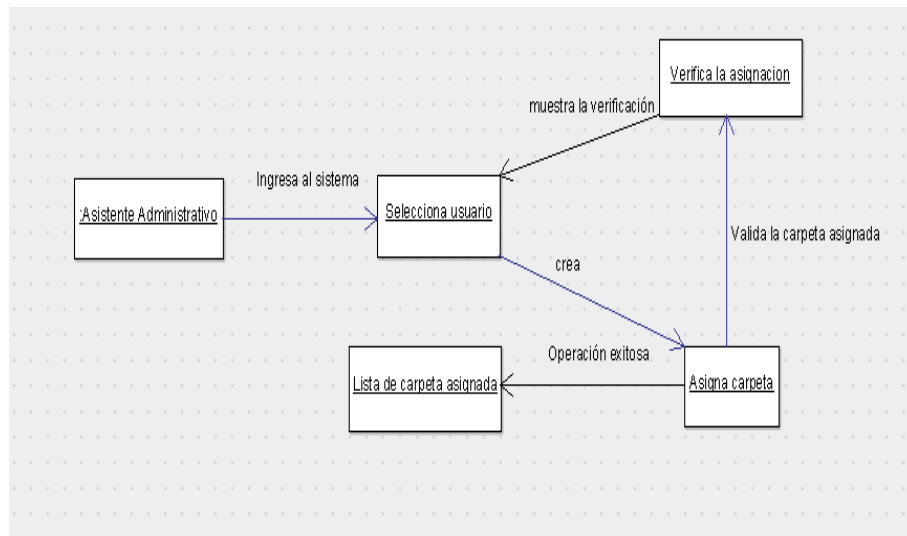 Verifica la asignacion
muestra la verificación
Ingresa al sistema
:Asistente Administrativo
Selecciona usuario
Valida la carpeta asignada
crea
Operación exitosa
Lista de carpeta asignada
Asigna carpeta